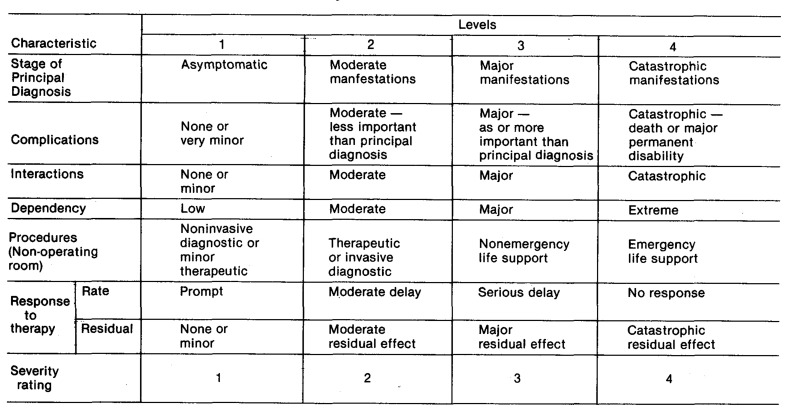 Levels
Characteristic 1 2 3 4
Stage of Principal Diagnosis
Asymptomatic
Moderate manfestations
Major manifestations
Catastrophic manifestations
Complications
None or very minor
Moderate — less important than principal diagnosis
Major — as or more important than principal diagnosis
Catastrophic — death or major permanent disability
Interactions
None or minor
Moderate
Major
Catastrophic
Dependency
Low
Moderate
Major
Extreme
Procedures (Non-operating room)
Noninvasive diagnostic or minor therapeutic
Therapeutic or invasive diagnostic
Nonemergency life support
Emergency life support
Response to therapy
Rate
Prompt
Moderate delay
Serious delay
No response
Residual
None or minor
Moderate residual effect
Major residual effect
Catastrophic residual effect
Severity rating
1
2
3
4